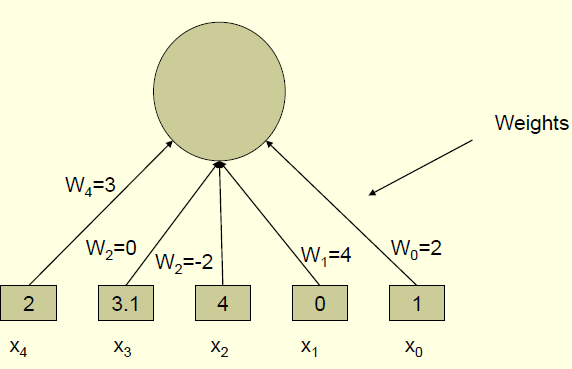 Weights
W₄=3
W₂=0
W₂=-2
W₁=4
W₀=2
2
3.1
4
0
1
x₄
x₃
x₂
x₁
x₀